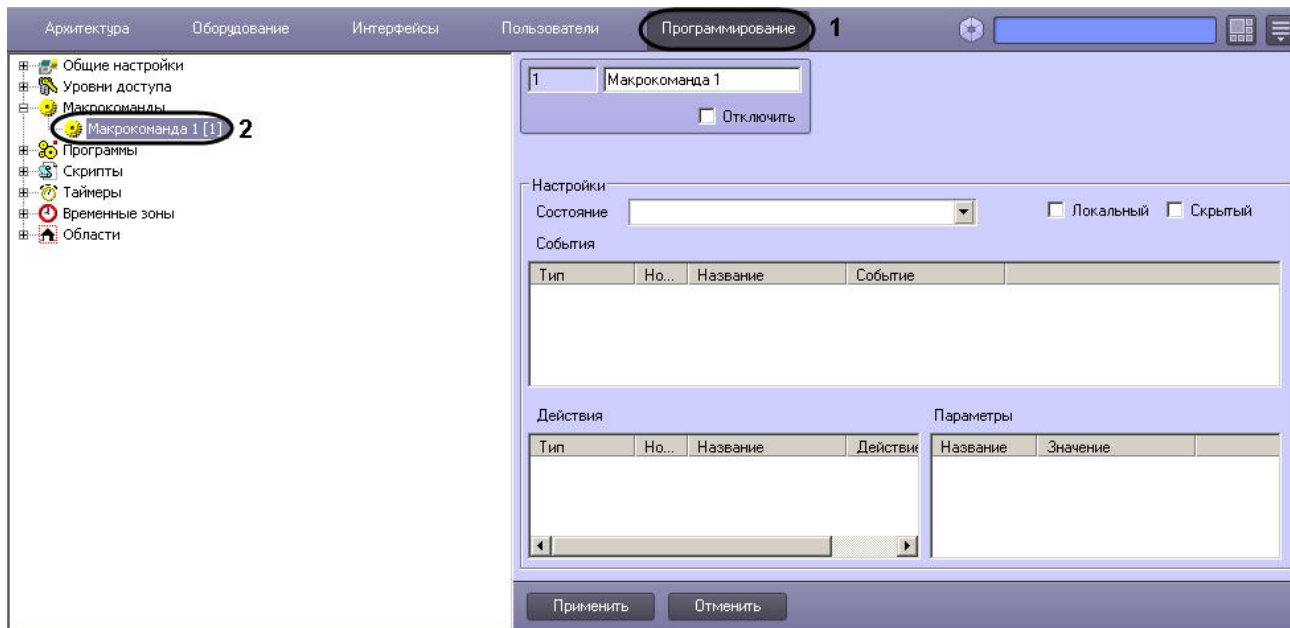 Архитектура Оборудование Интерфейсы Пользователи Программирование 1
Общие настройки
Уровни доступа
Макрокоманды
Макрокоманда 1 [1] 2
Программы
Скрипты
Таймеры
Временные зоны
Области
1 Макрокоманда 1
Отключить
Настройки
Состояние Локальный Скрытый
События
Тип Но... Название Событие
Действия Параметры
Тип Но... Название Действие Название Значение
Применить Отменить